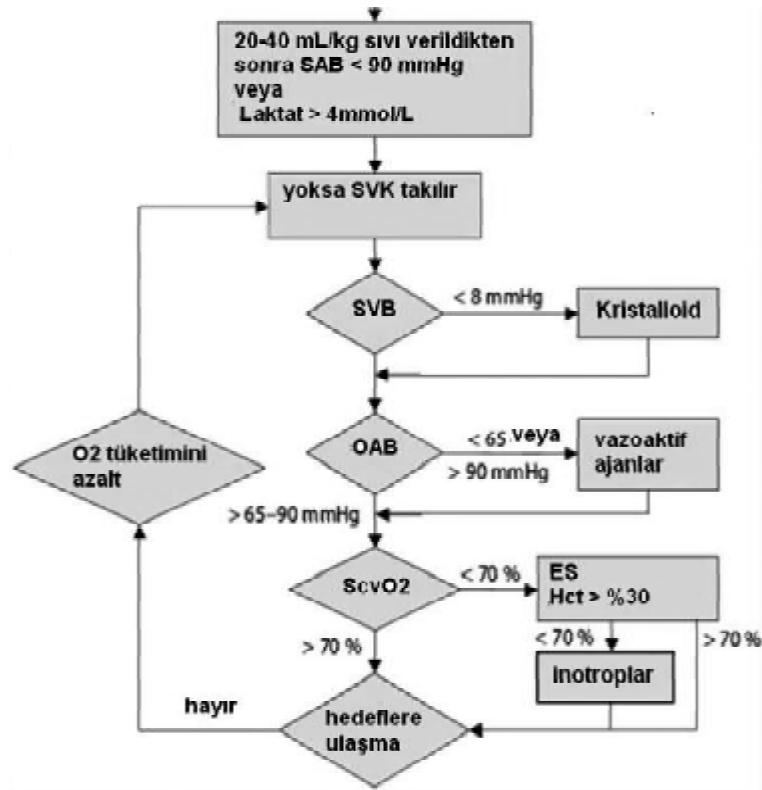 20-40 mL/kg sıvı verildikten
sonra SAB < 90 mmHg
veya
Laktat > 4mmol/L
yoksa SVK takılır
SVB
< 8 mmHg
Kristalloid
OAB
< 65 veya
> 90 mmHg
vazoaktif
ajanlar
O2 tüketimini
azalt
> 65–90 mmHg
ScvO2
< 70 %
ES
Hct > %30
> 70 %
< 70 %
> 70 %
inotroplar
hayır
hedeflere
ulaşma